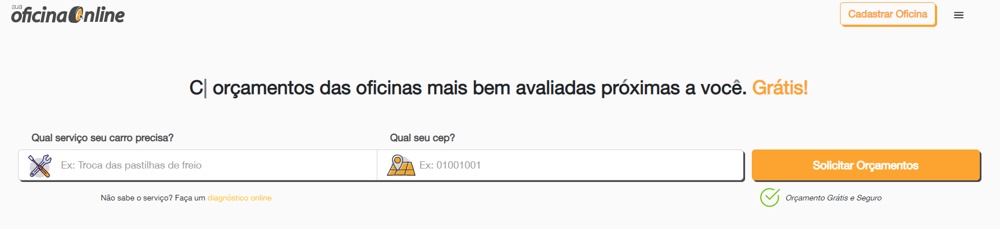 sua
oficinaOnline
Cadastrar Oficina
C| orçamentos das oficinas mais bem avaliadas próximas a você. Grátis!
Qual serviço seu carro precisa?
Qual seu cep?
Ex: Troca das pastilhas de freio
Ex: 01001001
Solicitar Orçamentos
Não sabe o serviço? Faça um diagnóstico online
Orçamento Grátis e Seguro